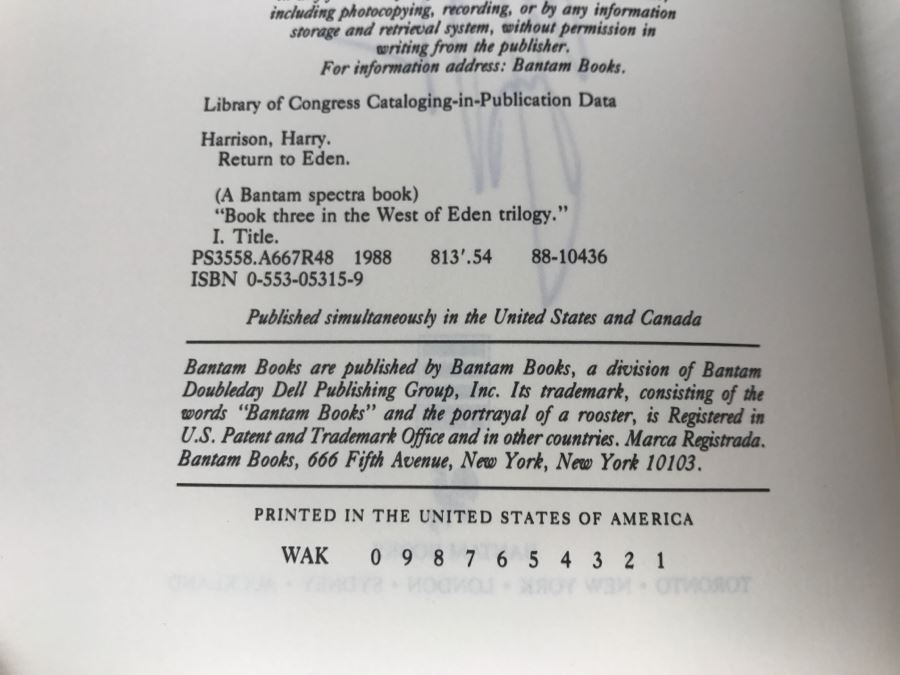 including photocopying, recording, or by any information
storage and retrieval system, without permission in
writing from the publisher.
For information address: Bantam Books.
Library of Congress Cataloging-in-Publication Data
Harrison, Harry.
Return to Eden.
(A Bantam spectra book)
“Book three in the West of Eden trilogy.”
I. Title.
PS3558.A667R48 1988 813'.54 88-10436
ISBN 0-553-05315-9
Published simultaneously in the United States and Canada
Bantam Books are published by Bantam Books, a division of Bantam
Doubleday Dell Publishing Group, Inc. Its trademark, consisting of the
words “Bantam Books” and the portrayal of a rooster, is Registered in
U.S. Patent and Trademark Office and in other countries. Marca Registrada.
Bantam Books, 666 Fifth Avenue, New York, New York 10103.
PRINTED IN THE UNITED STATES OF AMERICA
WAK 0 9 8 7 6 5 4 3 2 1
TORONTO • NEW YORK • LONDON • SYDNEY • AUCKLAND